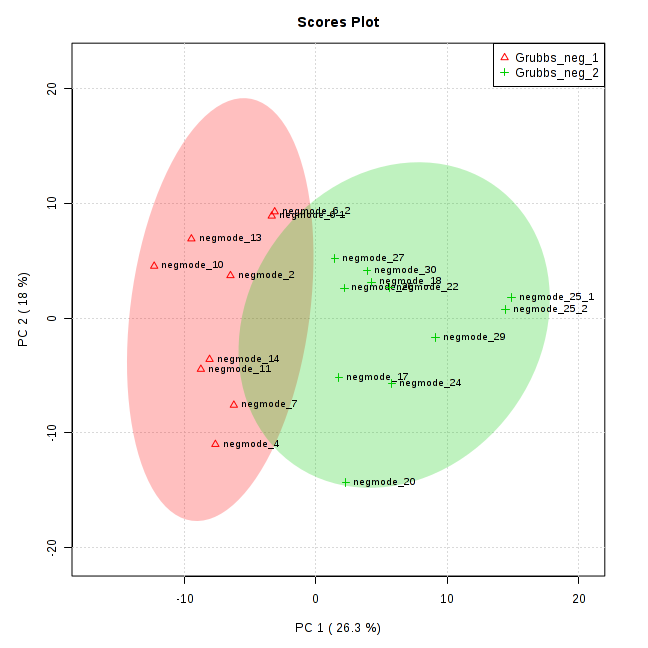 Scores Plot
Grubbs_neg_1
Grubbs_neg_2
20
10
0
-10
-20
PC 2 ( 18 %)
negmode_6_2
negmode_6_1
negmode_13
negmode_10
negmode_2
negmode_14
negmode_11
negmode_7
negmode_4
negmode_27
negmode_30
negmode_18
negmode_22
negmode_25_1
negmode_25_2
negmode_29
negmode_17
negmode_24
negmode_20
-10
0
10
20
PC 1 ( 26.3 %)